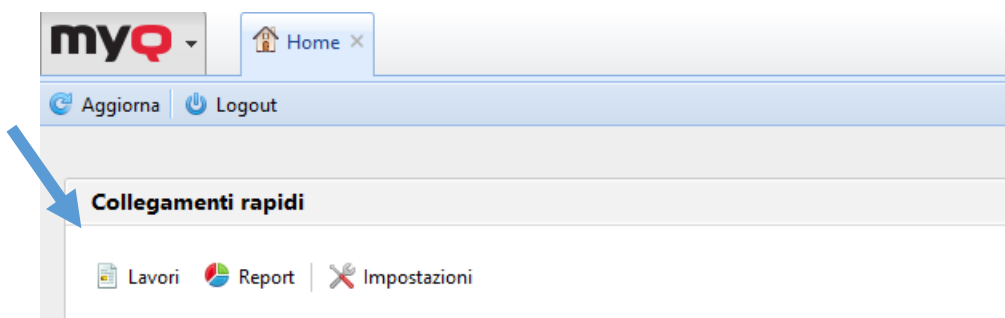 myQ
Home
Aggiorna Logout
Collegamenti rapidi
Lavori Report Impostazioni